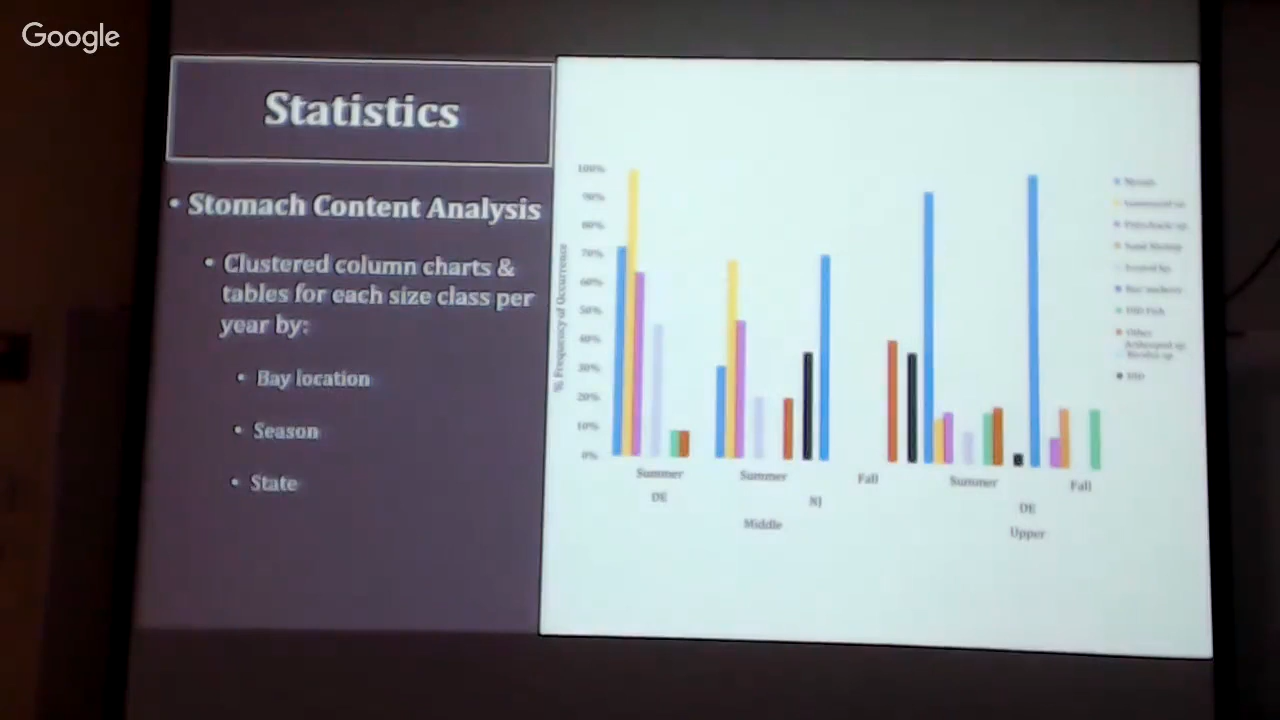 Google
Statistics
• Stomach Content Analysis
• Clustered column charts &
tables for each size class per
year by:
• Bay location
• Season
• State
% Frequency of Occurrence
100%
90%
80%
70%
60%
50%
40%
30%
20%
10%
0%
Summer
Summer
Fall
Summer
Fall
DE
NJ
DE
Middle
Upper
Other